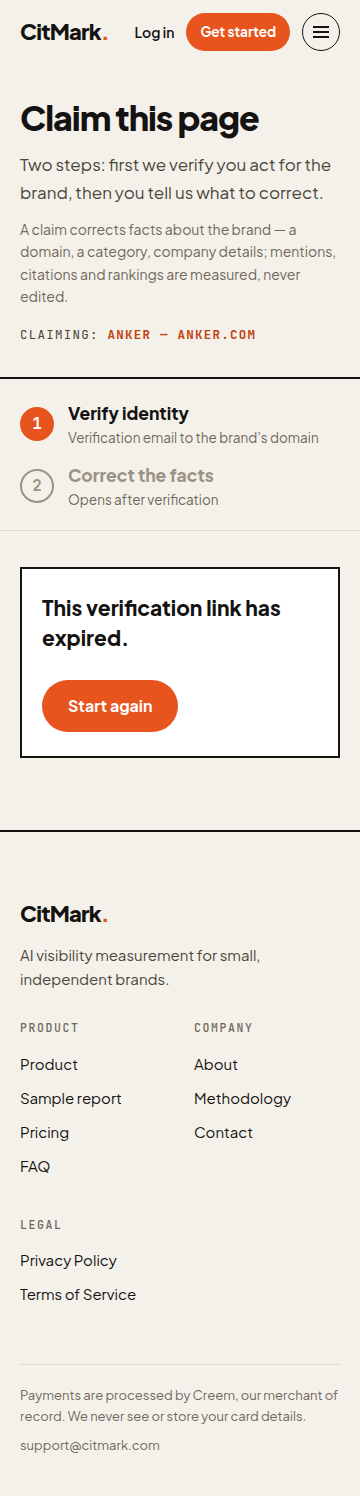 CitMark.
Log in
Get started
Claim this page
Two steps: first we verify you act for the
brand, then you tell us what to correct.
A claim corrects facts about the brand — a
domain, a category, company details; mentions,
citations and rankings are measured, never
edited.
CLAIMING: ANKER — ANKER.COM
1
Verify identity
Verification email to the brand's domain
2
Correct the facts
Opens after verification
This verification link has
expired.
Start again
CitMark.
AI visibility measurement for small,
independent brands.
PRODUCT
Product
Sample report
Pricing
FAQ
COMPANY
About
Methodology
Contact
LEGAL
Privacy Policy
Terms of Service
Payments are processed by Creem, our merchant of
record. We never see or store your card details.
support@citmark.com